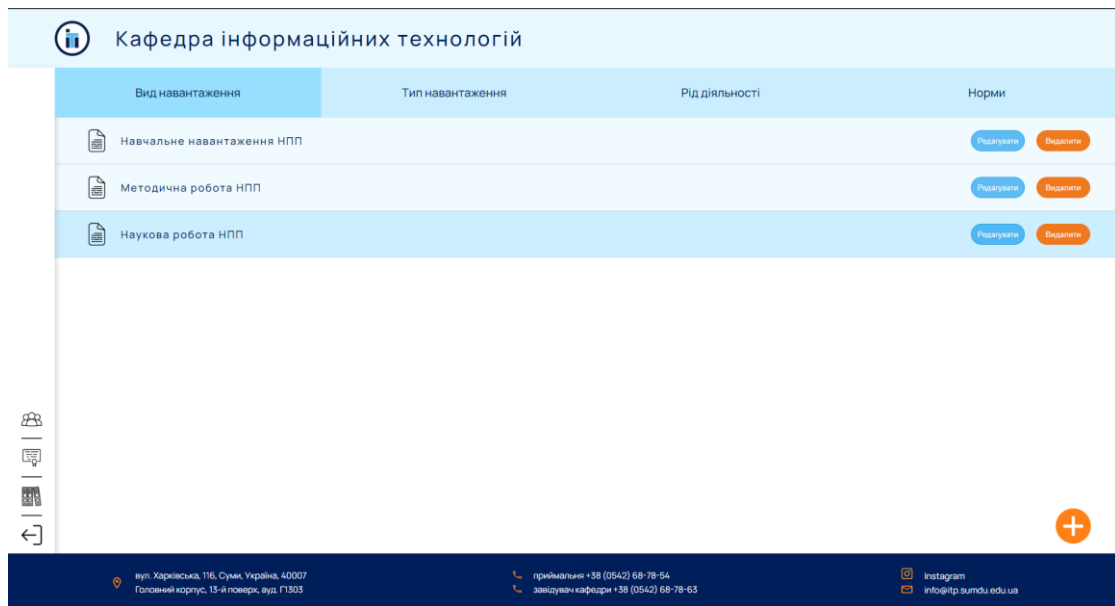 Кафедра інформаційних технологій
Вид навантаження Тип навантаження Рід діяльності Норми
Навчальне навантаження НПП Редагувати Видалити
Методична робота НПП Редагувати Видалити
Наукова робота НПП Редагувати Видалити
вул. Харківська, 116, Суми, Україна, 40007
Головний корпус, 13-й поверх, ауд. Г1303
приймальня +38 (0542) 68-78-54
завідувач кафедри +38 (0542) 68-78-63
Instagram
info@itp.sumdu.edu.ua